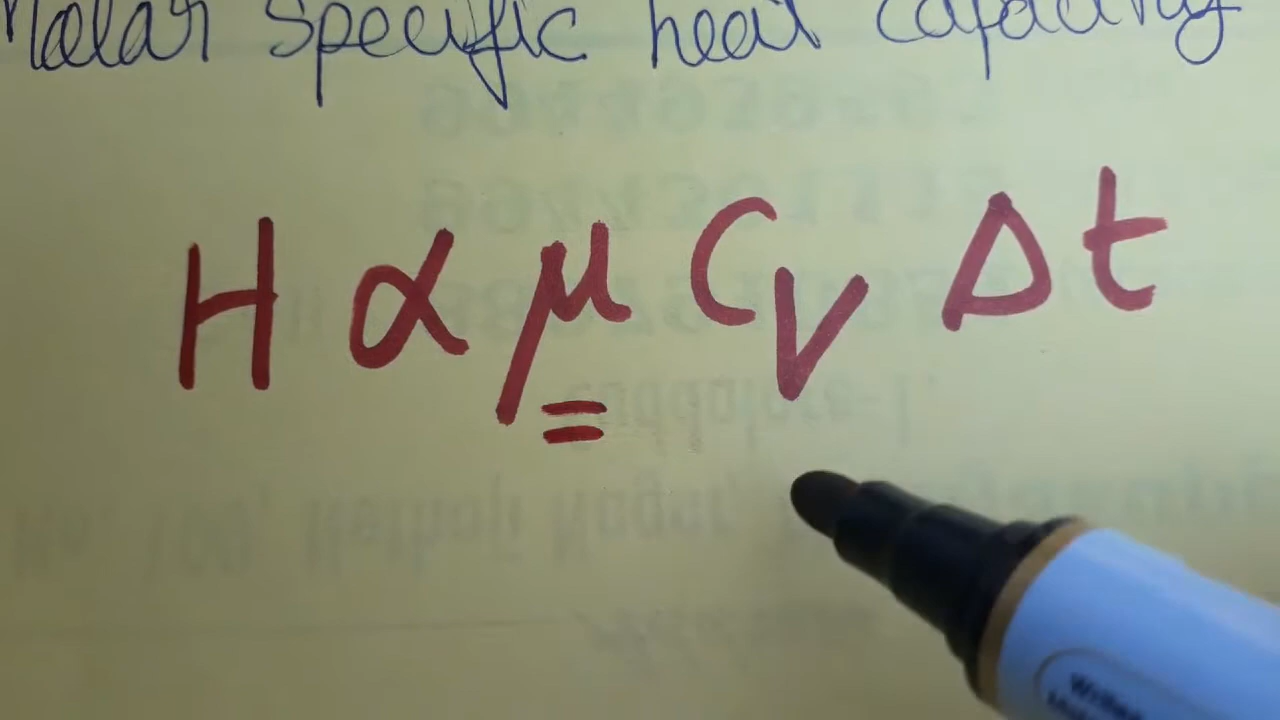 Molar specific heat capacity
H α μ Cv Δt